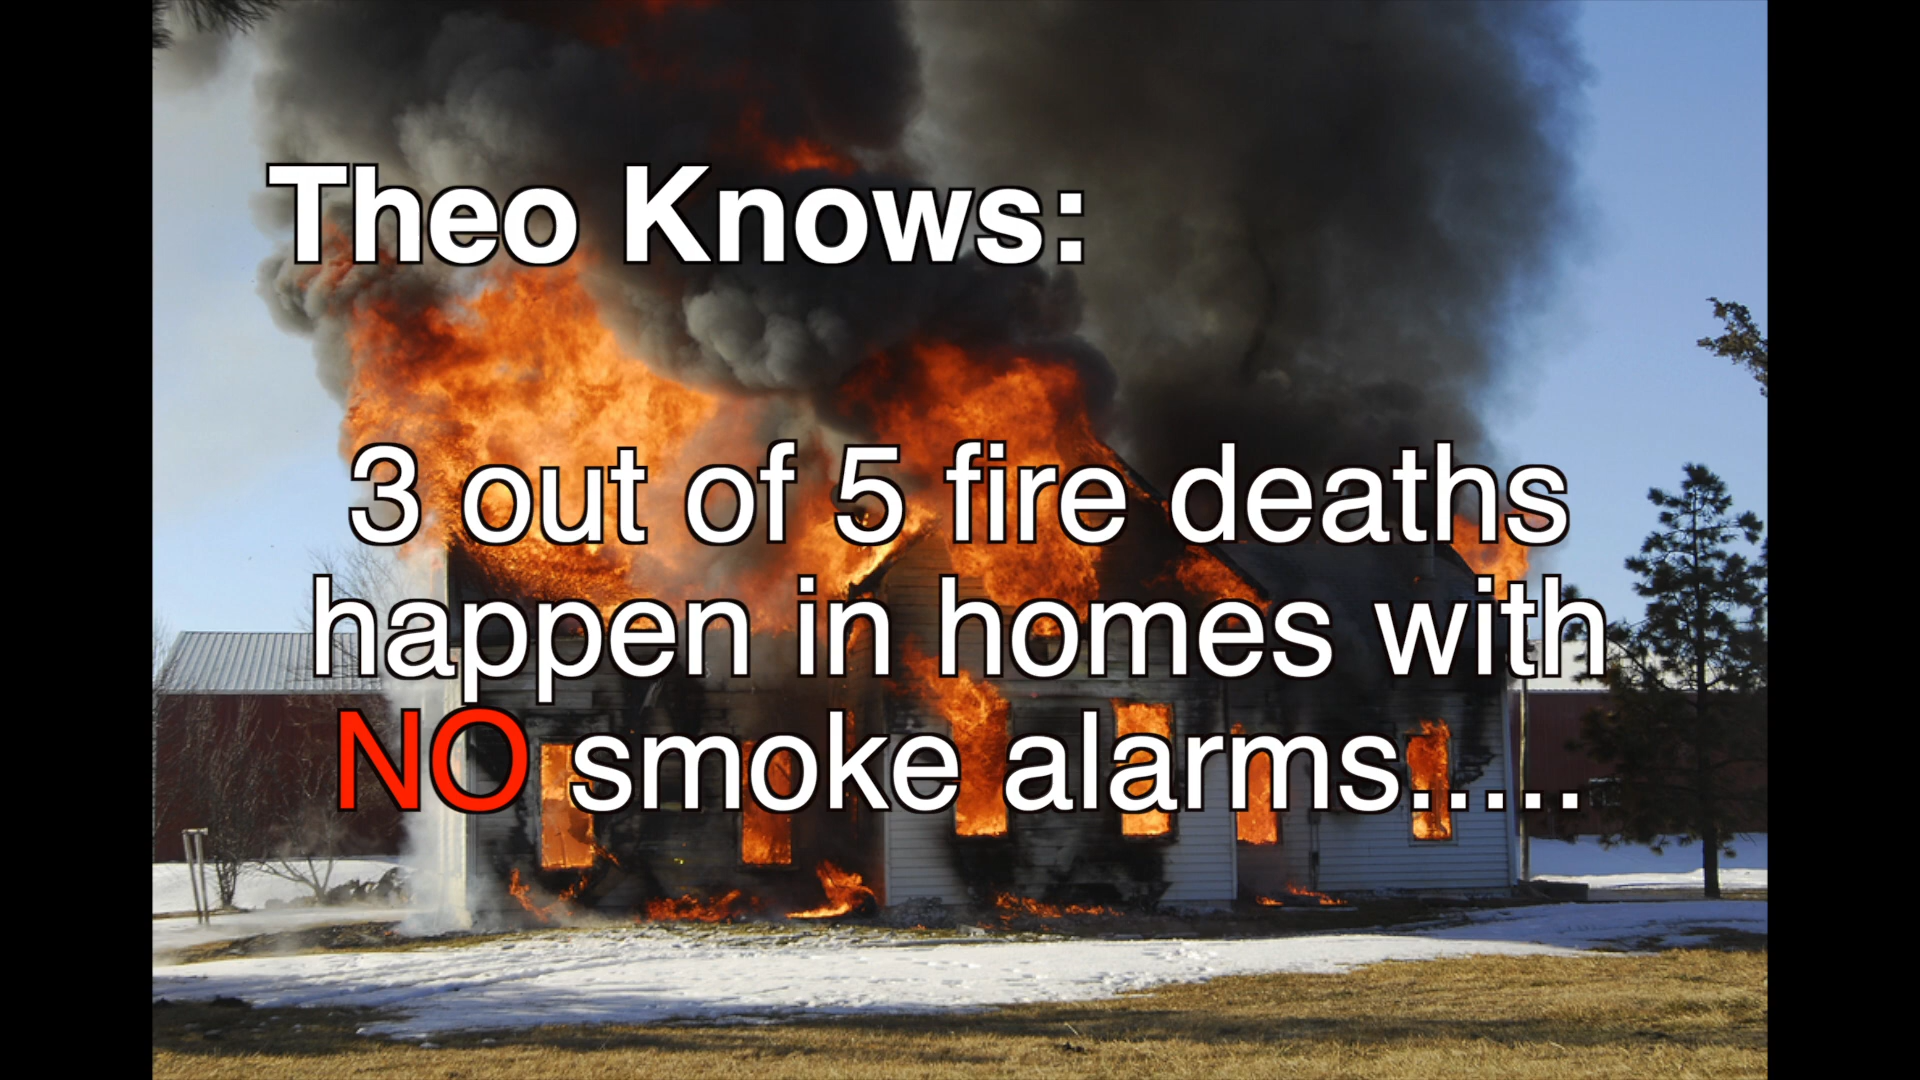 Theo Knows:
3 out of 5 fire deaths
happen in homes with
NO smoke alarms.....